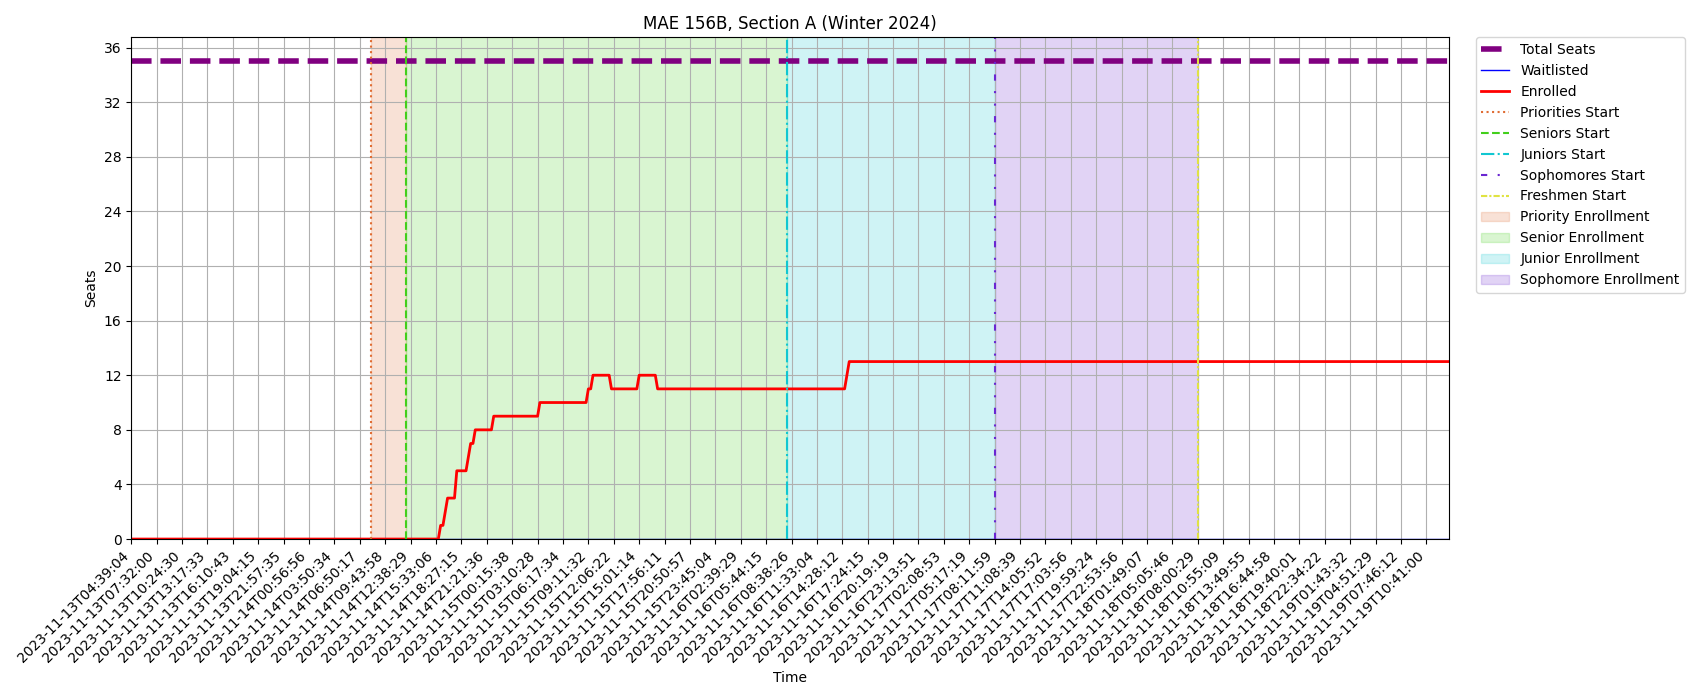 MAE 156B, Section A (Winter 2024)
36
32
28
24
20
16
12
8
4
0
Seats
2023-11-13T04:39:04
2023-11-13T07:32:00
2023-11-13T10:24:30
2023-11-13T13:17:33
2023-11-13T16:10:43
2023-11-13T19:04:15
2023-11-13T21:57:35
2023-11-14T00:56:56
2023-11-14T03:50:34
2023-11-14T06:50:17
2023-11-14T09:43:58
2023-11-14T12:38:29
2023-11-14T15:33:06
2023-11-14T18:27:15
2023-11-14T21:21:36
2023-11-15T00:15:38
2023-11-15T03:10:28
2023-11-15T06:17:34
2023-11-15T09:11:32
2023-11-15T12:06:22
2023-11-15T15:01:14
2023-11-15T17:56:11
2023-11-15T20:50:57
2023-11-15T23:45:04
2023-11-16T02:39:29
2023-11-16T05:44:15
2023-11-16T08:38:26
2023-11-16T11:33:04
2023-11-16T14:28:12
2023-11-16T17:24:15
2023-11-16T20:19:19
2023-11-16T23:13:51
2023-11-17T02:08:53
2023-11-17T05:17:19
2023-11-17T08:11:59
2023-11-17T11:08:39
2023-11-17T14:05:52
2023-11-17T17:03:56
2023-11-17T19:59:24
2023-11-17T22:53:56
2023-11-18T01:49:07
2023-11-18T05:05:46
2023-11-18T08:00:29
2023-11-18T10:55:09
2023-11-18T13:49:55
2023-11-18T16:44:58
2023-11-18T19:40:01
2023-11-18T22:34:22
2023-11-19T01:43:32
2023-11-19T04:51:29
2023-11-19T07:46:12
2023-11-19T10:41:00
Time
Total Seats
Waitlisted
Enrolled
Priorities Start
Seniors Start
Juniors Start
Sophomores Start
Freshmen Start
Priority Enrollment
Senior Enrollment
Junior Enrollment
Sophomore Enrollment